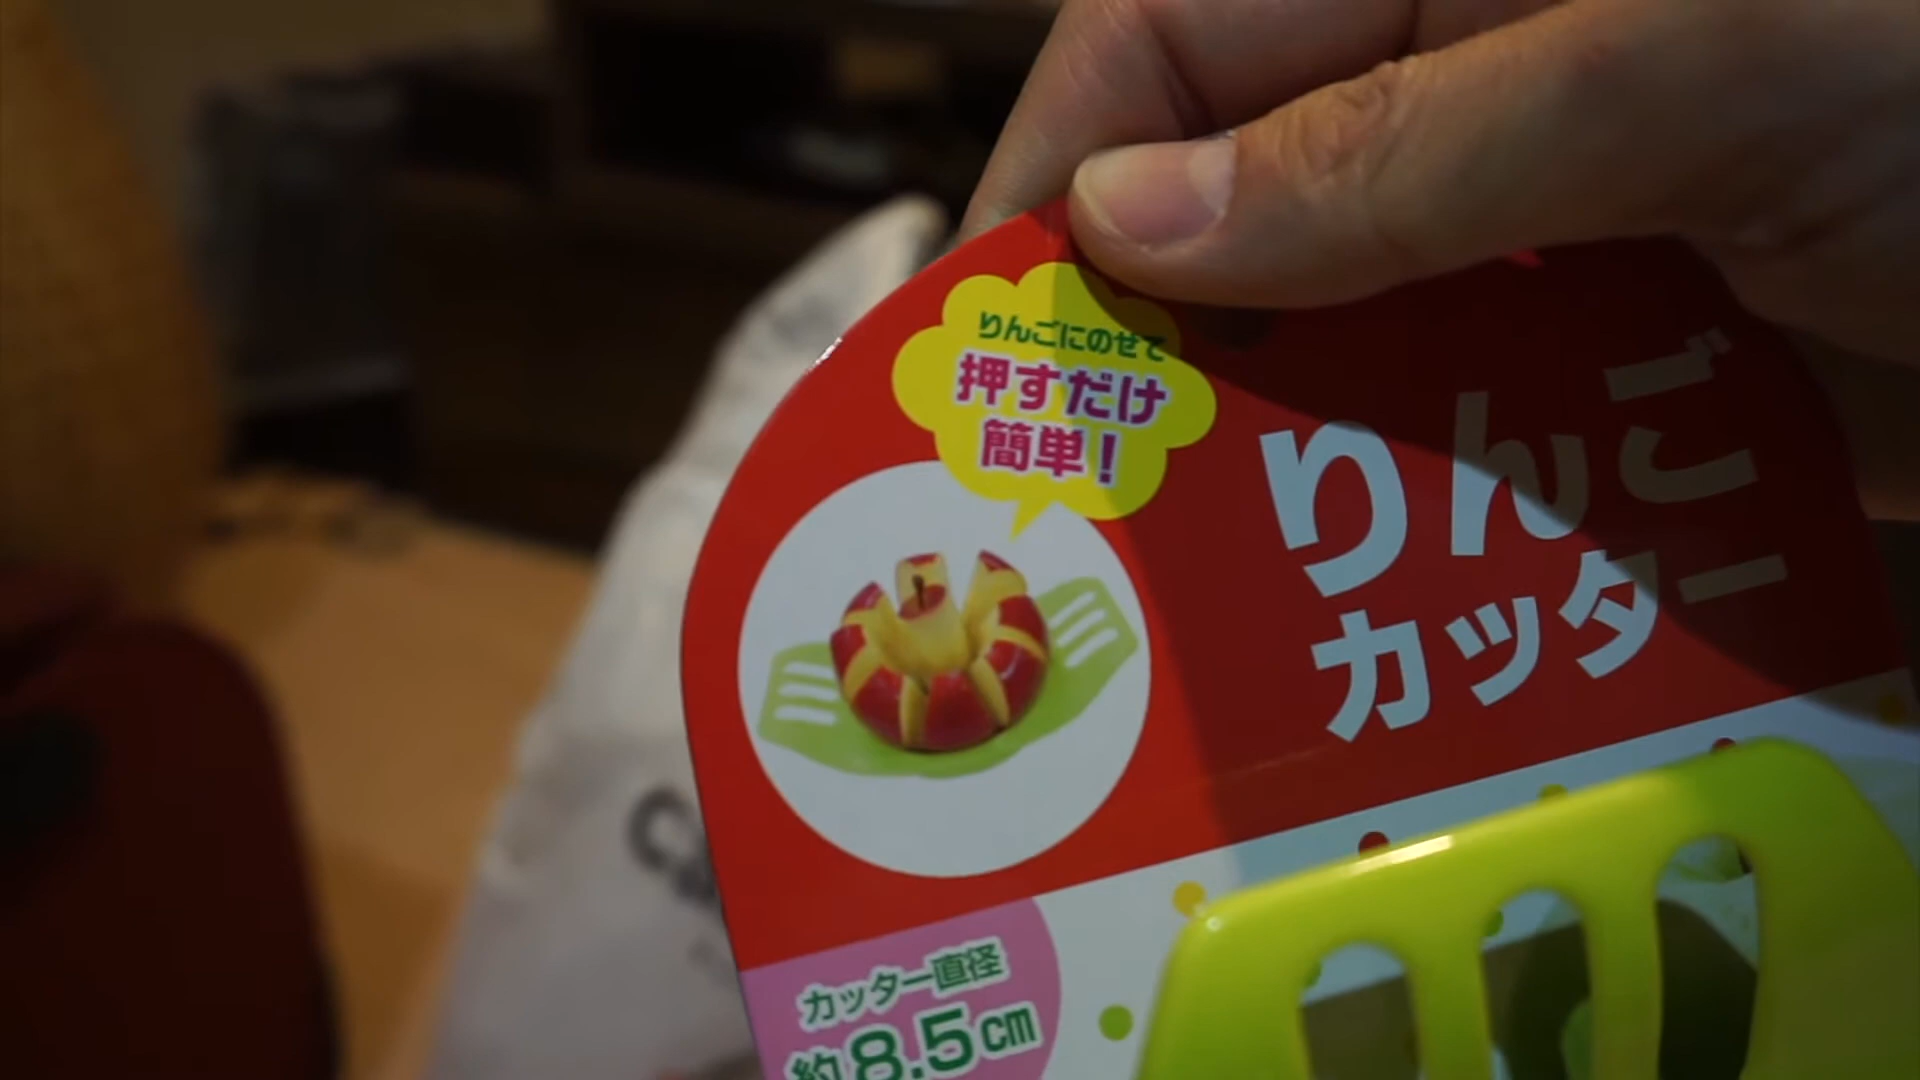 りんごにのせて
押すだけ
簡単!
りんご
カッター
カッター直径
約8.5cm